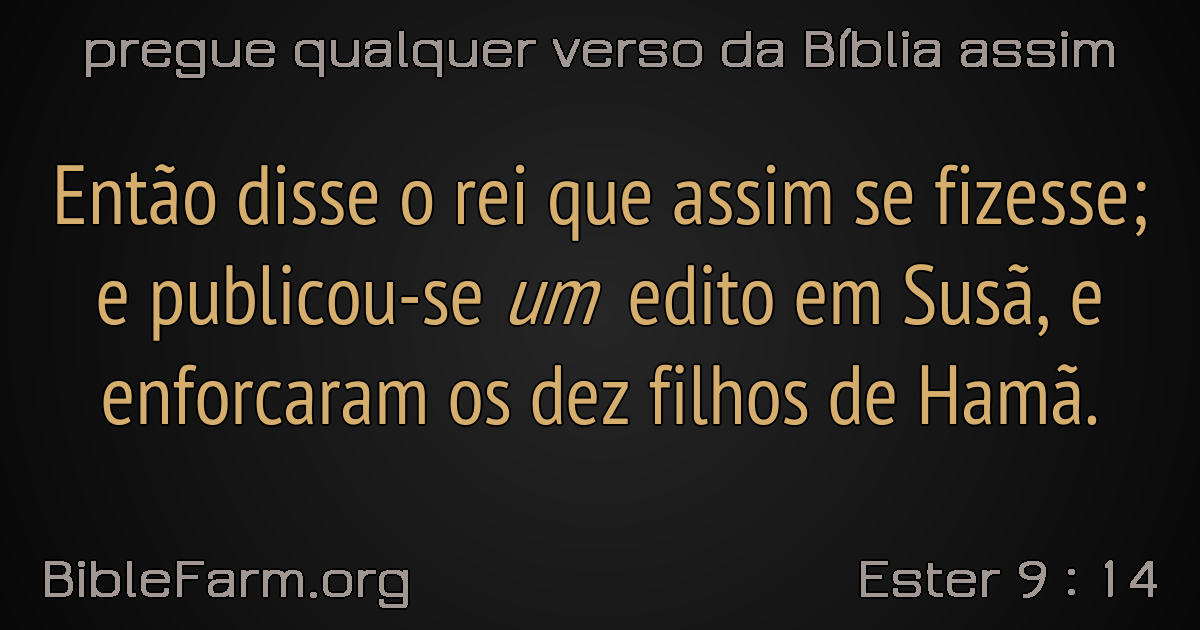 pregue qualquer verso da Bíblia assim
Então disse o rei que assim se fizesse;
e publicou-se um edito em Susã, e
enforcaram os dez filhos de Hamã.
BibleFarm.org
Ester 9 : 14